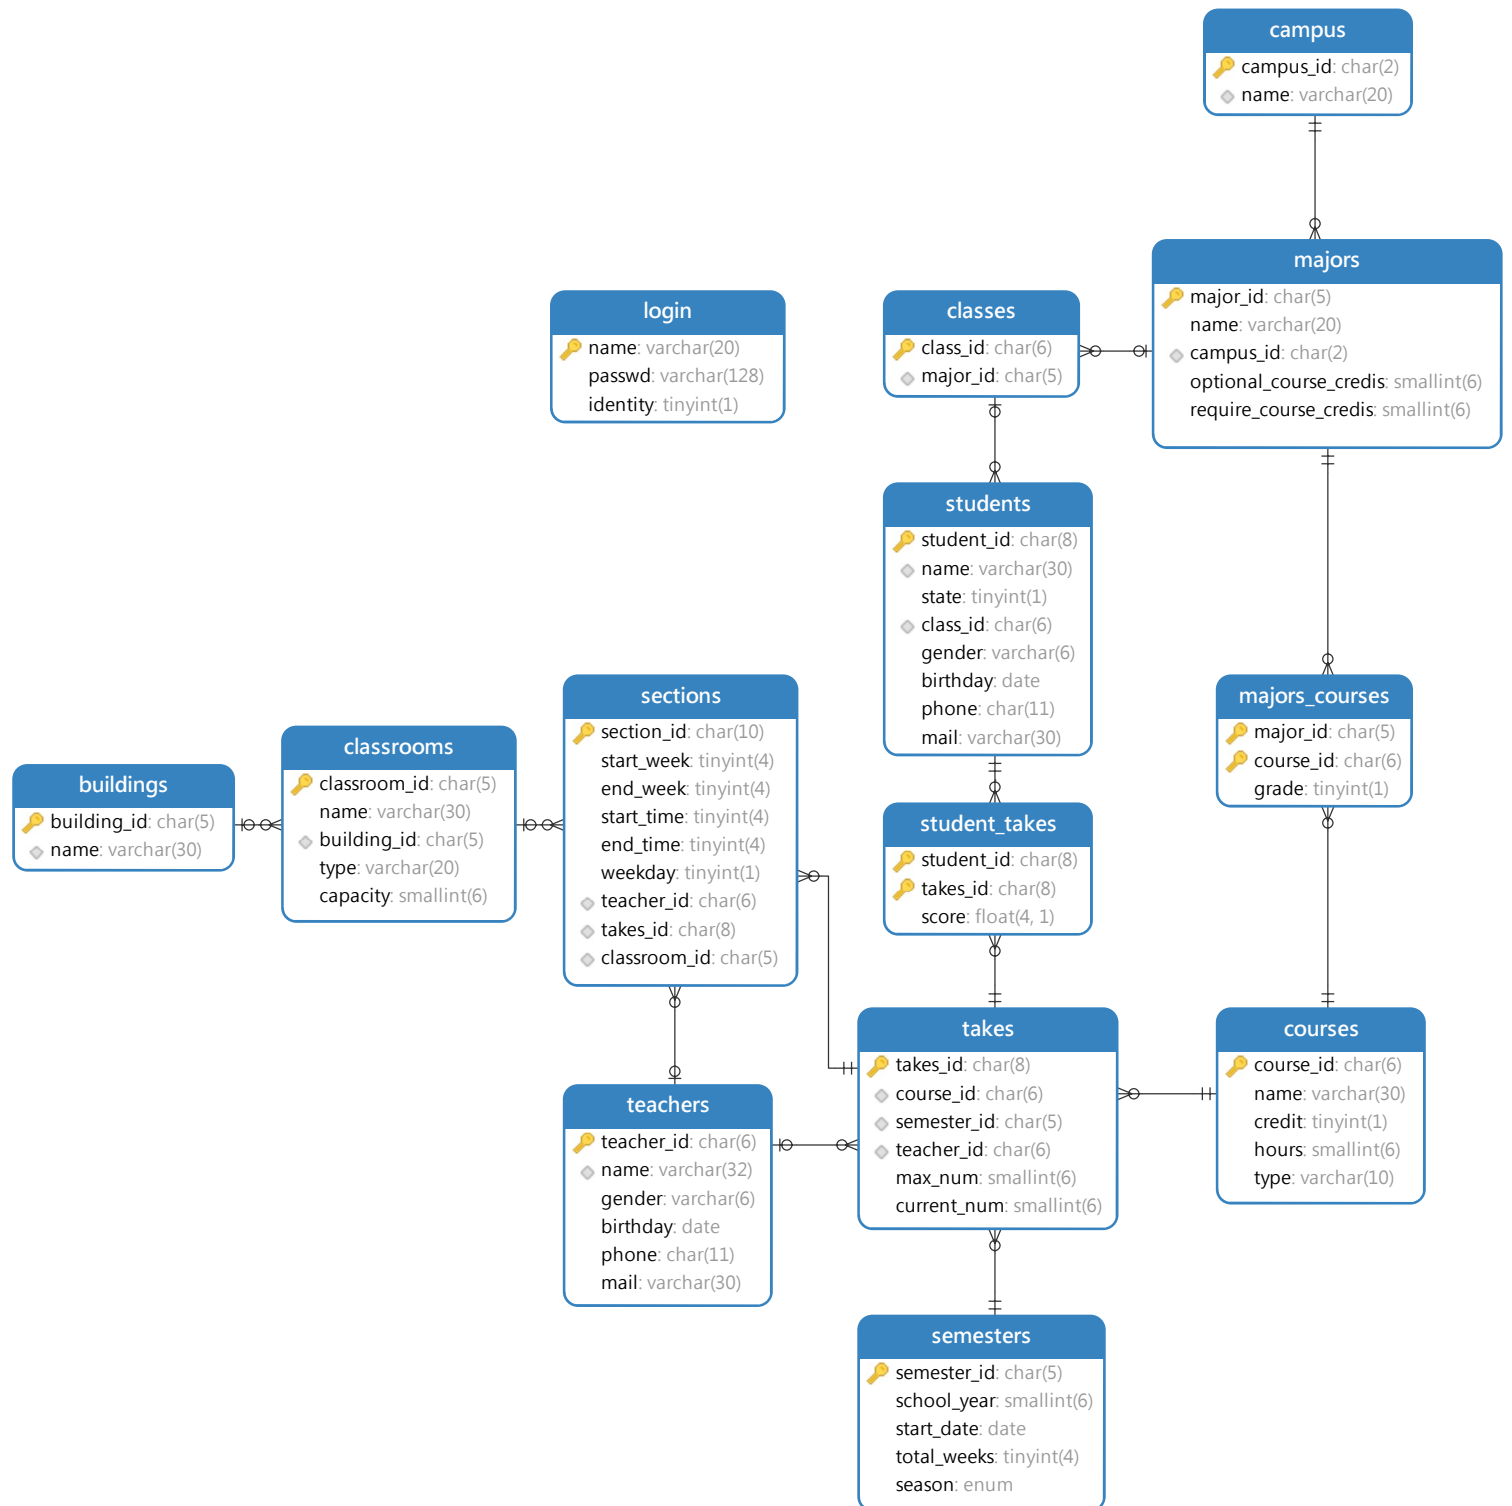 campus
campus_id: char(2)
name: varchar(20)
majors
major_id: char(5)
name: varchar(20)
campus_id: char(2)
optional_course_credis: smallint(6)
require_course_credis: smallint(6)
login
name: varchar(20)
passwd: varchar(128)
identity: tinyint(1)
classes
class_id: char(6)
major_id: char(5)
students
student_id: char(8)
name: varchar(30)
state: tinyint(1)
class_id: char(6)
gender: varchar(6)
birthday: date
phone: char(11)
mail: varchar(30)
sections
section_id: char(10)
start_week: tinyint(4)
end_week: tinyint(4)
start_time: tinyint(4)
end_time: tinyint(4)
weekday: tinyint(1)
teacher_id: char(6)
takes_id: char(8)
classroom_id: char(5)
majors_courses
major_id: char(5)
course_id: char(6)
grade: tinyint(1)
classrooms
classroom_id: char(5)
name: varchar(30)
building_id: char(5)
type: varchar(20)
capacity: smallint(6)
buildings
building_id: char(5)
name: varchar(30)
student_takes
student_id: char(8)
takes_id: char(8)
score: float(4, 1)
takes
takes_id: char(8)
course_id: char(6)
semester_id: char(5)
teacher_id: char(6)
max_num: smallint(6)
current_num: smallint(6)
courses
course_id: char(6)
name: varchar(30)
credit: tinyint(1)
hours: smallint(6)
type: varchar(10)
teachers
teacher_id: char(6)
name: varchar(32)
gender: varchar(6)
birthday: date
phone: char(11)
mail: varchar(30)
semesters
semester_id: char(5)
school_year: smallint(6)
start_date: date
total_weeks: tinyint(4)
season: enum